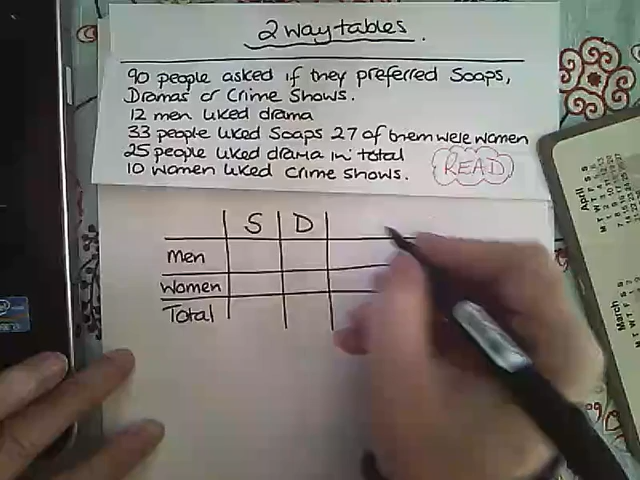 2 way tables.
90 people asked if they preferred Soaps,
Dramas or Crime Shows.
12 men liked drama
33 people liked Soaps 27 of them were women
25 people liked drama in total
10 women liked crime shows.
READ
S D
Men
Women
Total
April
March